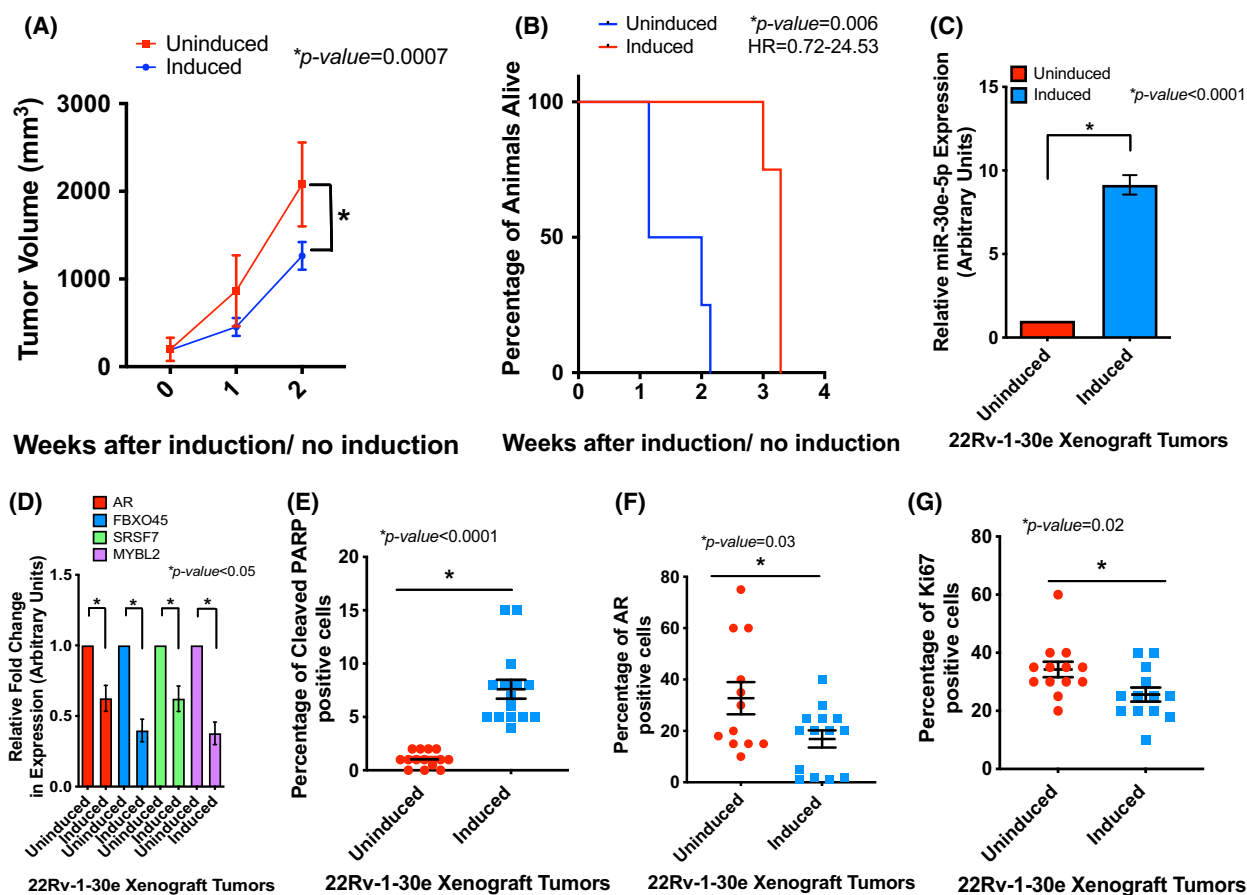 (A)
Uninduced
Induced
*p-value=0.0007
Tumor Volume (mm³)
3000
2000
1000
0
0
1
2
*
Weeks after induction/ no induction
(B)
Uninduced
Induced
*p-value=0.006
HR=0.72-24.53
Percentage of Animals Alive
100
50
0
0
1
2
3
4
Weeks after induction/ no induction
(C)
Uninduced
Induced
*p-value<0.0001
Relative miR-30e-5p Expression
(Arbitrary Units)
15
10
5
0
*
Uninduced
Induced
22Rv-1-30e Xenograft Tumors
(D)
AR
FBXO45
SRSF7
MYBL2
*p-value<0.05
Relative Fold Change
in Expression (Arbitrary Units)
1.5
1.0
0.5
0.0
*
*
*
*
Uninduced
Induced
Uninduced
Induced
Uninduced
Induced
Uninduced
Induced
22Rv-1-30e Xenograft Tumors
(E)
*p-value<0.0001
Percentage of Cleaved PARP
positive cells
20
15
10
5
0
*
Uninduced
Induced
22Rv-1-30e Xenograft Tumors
(F)
*p-value=0.03
Percentage of AR
positive cells
80
60
40
20
0
*
Uninduced
Induced
22Rv-1-30e Xenograft Tumors
(G)
*p-value=0.02
Percentage of Ki67
positive cells
80
60
40
20
0
*
Uninduced
Induced
22Rv-1-30e Xenograft Tumors